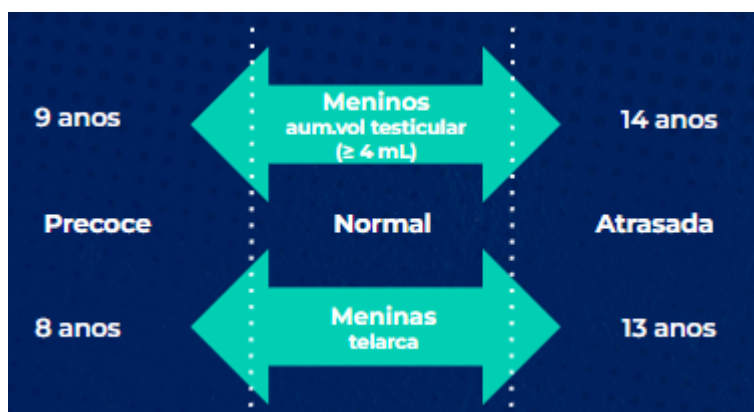 9 anos
Meninos
aum.vol testicular
(≥ 4 mL)
14 anos
Precoce
Normal
Atrasada
8 anos
Meninas
telarca
13 anos